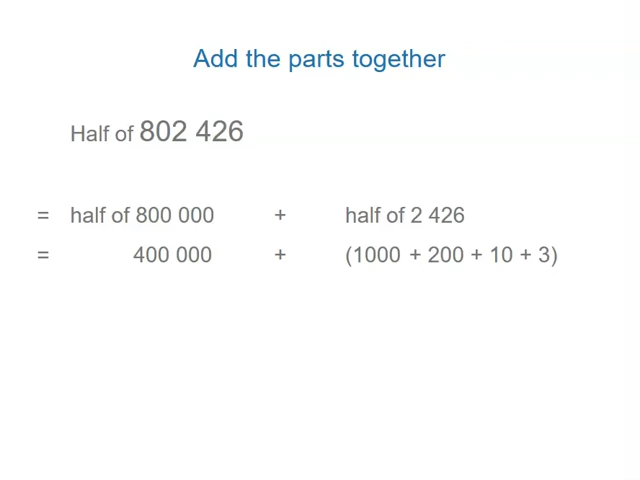 Add the parts together
Half of 802 426
= half of 800 000 + half of 2 426
= 400 000 + (1000 + 200 + 10 + 3)